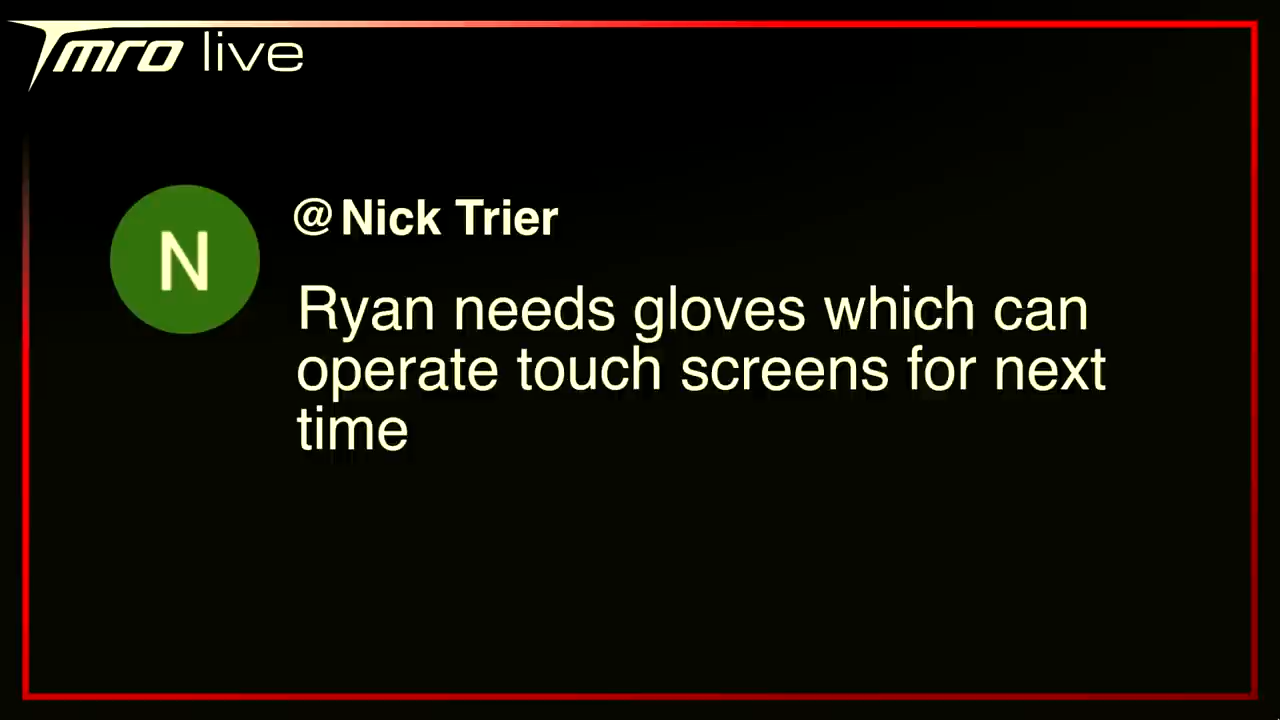 Tmro live
N
@Nick Trier
Ryan needs gloves which can
operate touch screens for next
time